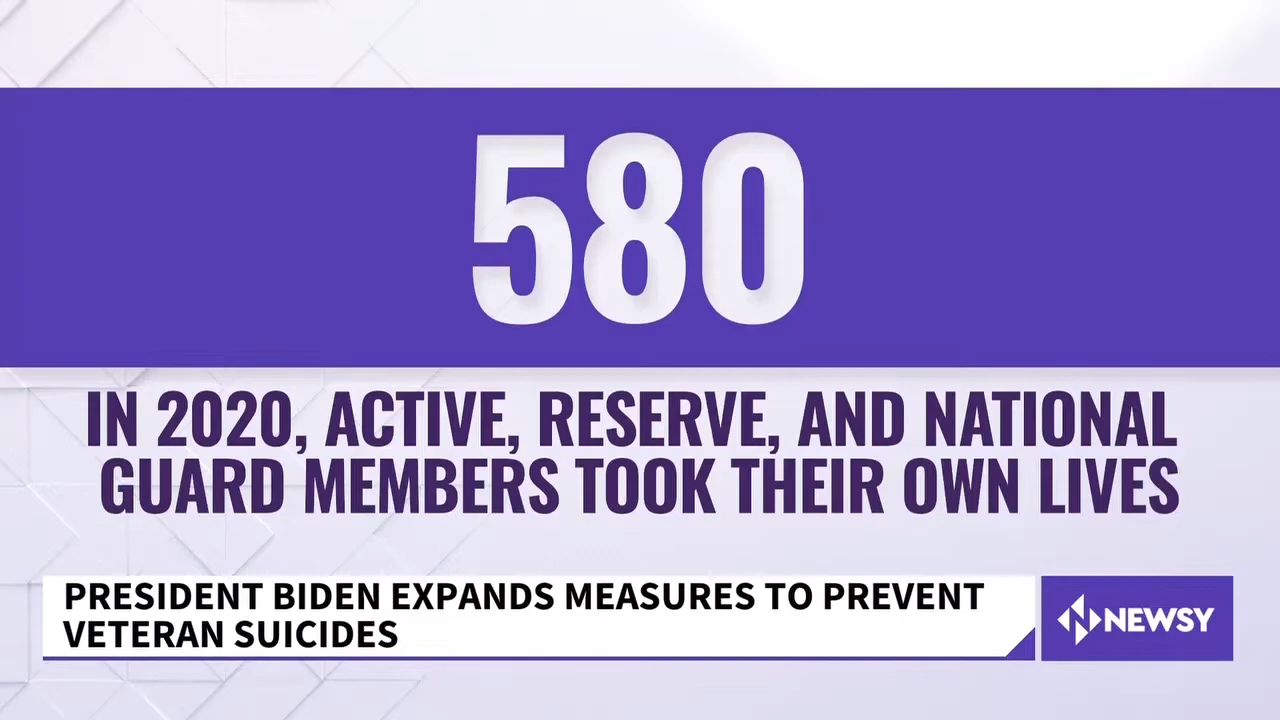 580
IN 2020, ACTIVE, RESERVE, AND NATIONAL
GUARD MEMBERS TOOK THEIR OWN LIVES
PRESIDENT BIDEN EXPANDS MEASURES TO PREVENT
VETERAN SUICIDES
NEWSY